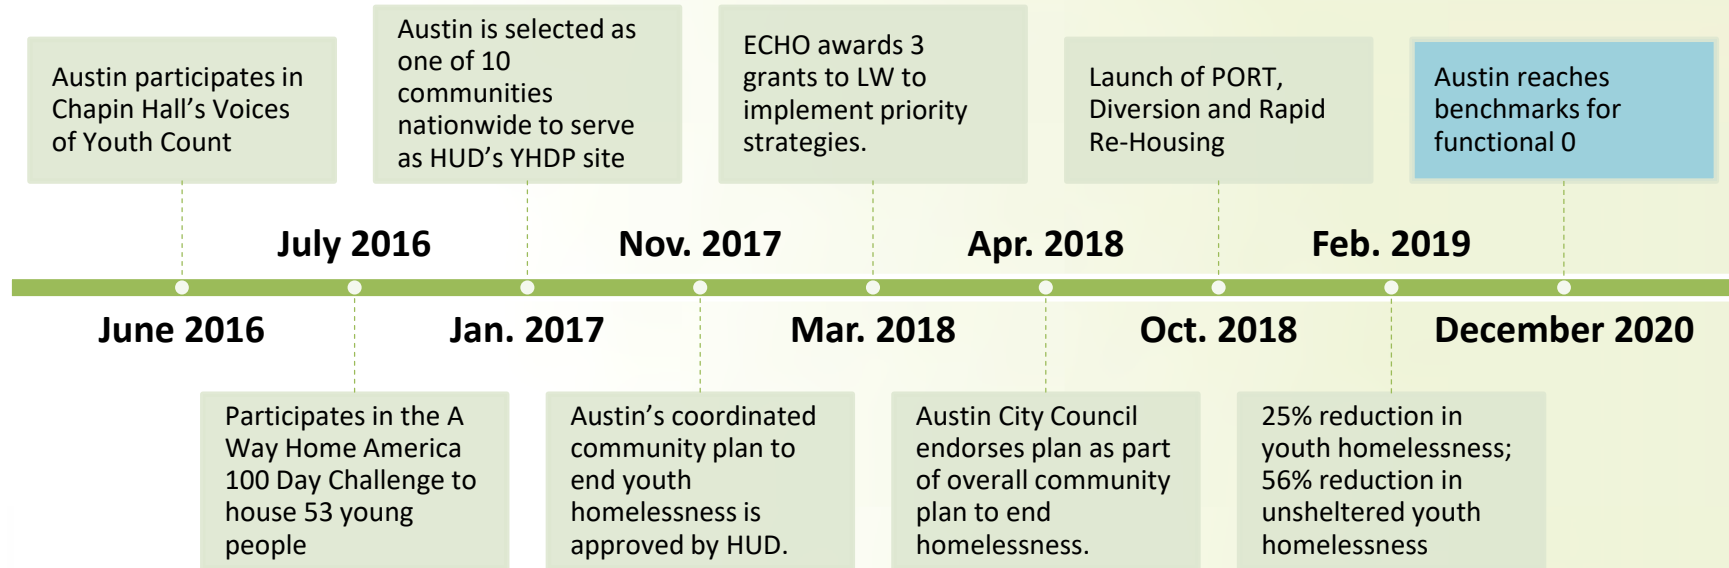 Austin participates in
Chapin Hall’s Voices
of Youth Count
Austin is selected as
one of 10
communities
nationwide to serve
as HUD’s YHDP site
ECHO awards 3
grants to LW to
implement priority
strategies.
Launch of PORT,
Diversion and Rapid
Re-Housing
Austin reaches
benchmarks for
functional 0
July 2016
Nov. 2017
Apr. 2018
Feb. 2019
June 2016
Jan. 2017
Mar. 2018
Oct. 2018
December 2020
Participates in the A
Way Home America
100 Day Challenge to
house 53 young
people
Austin’s coordinated
community plan to
end youth
homelessness is
approved by HUD.
Austin City Council
endorses plan as part
of overall community
plan to end
homelessness.
25% reduction in
youth homelessness;
56% reduction in
unsheltered youth
homelessness